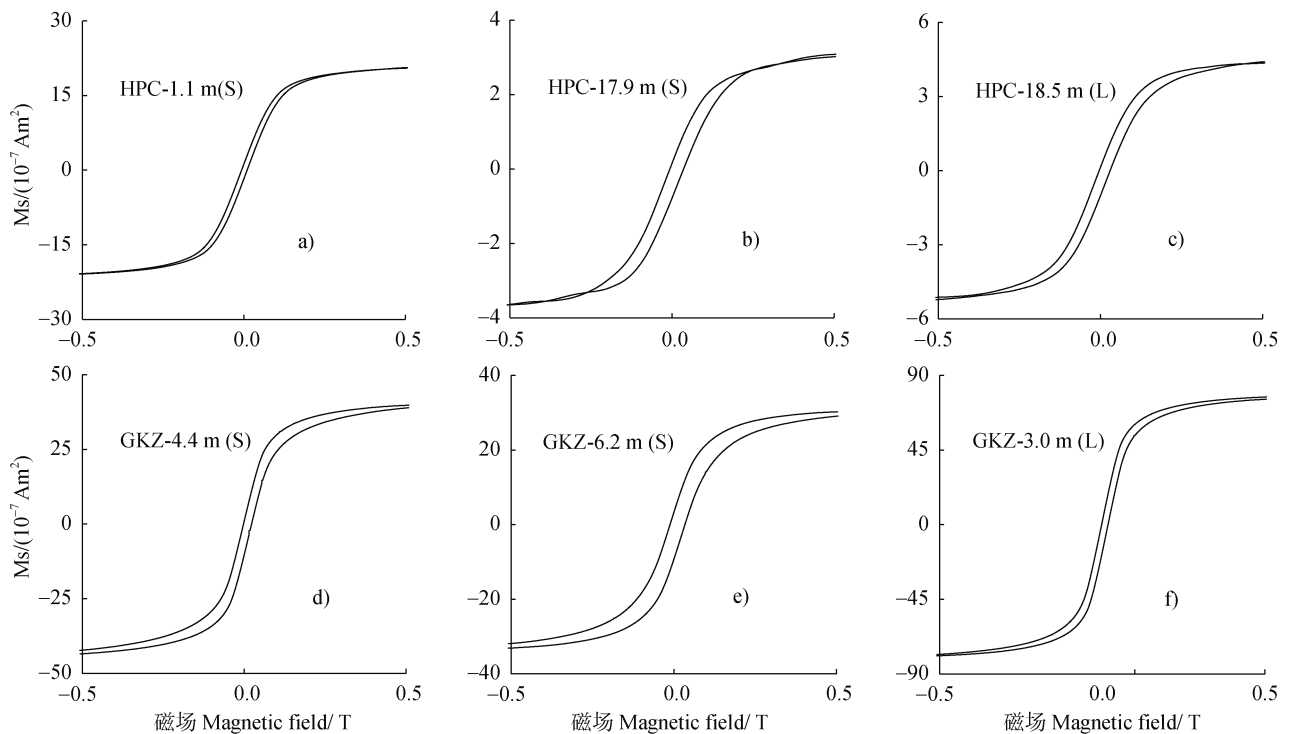 30
15
0
−15
−30
Ms/(10⁻⁷ Am²)
HPC-1.1 m(S)
a)
−0.5
0.0
0.5
4
2
0
−2
−4
HPC-17.9 m (S)
b)
−0.5
0.0
0.5
6
3
0
−3
−6
HPC-18.5 m (L)
c)
−0.5
0.0
0.5
50
25
0
−25
−50
Ms/(10⁻⁷ Am²)
GKZ-4.4 m (S)
d)
−0.5
0.0
0.5
磁场 Magnetic field/ T
40
20
0
−20
−40
GKZ-6.2 m (S)
e)
−0.5
0.0
0.5
磁场 Magnetic field/ T
90
45
0
−45
−90
GKZ-3.0 m (L)
f)
−0.5
0.0
0.5
磁场 Magnetic field/ T